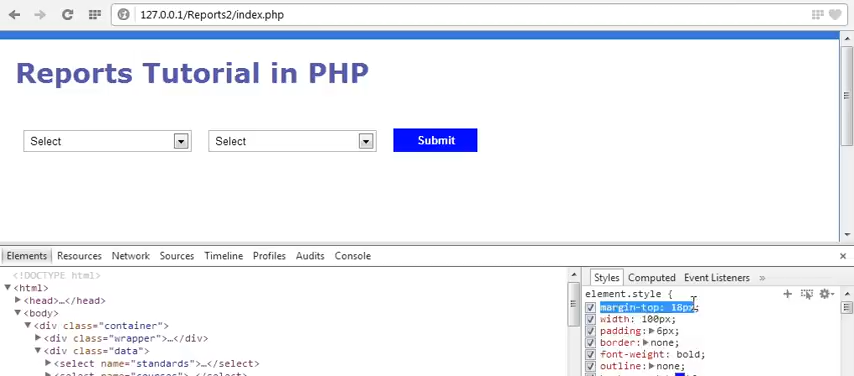 127.0.0.1/Reports2/index.php
Reports Tutorial in PHP
Select Select Submit
Elements Resources Network Sources Timeline Profiles Audits Console
<!DOCTYPE html>
<html>
<head>…</head>
<body>
<div class="container">
<div class="wrapper">…</div>
<div class="data">
<select name="standards">…</select>
Styles Computed Event Listeners »
element.style {
margin-top: 18px;
width: 100px;
padding: 6px;
border: none;
font-weight: bold;
outline: none;